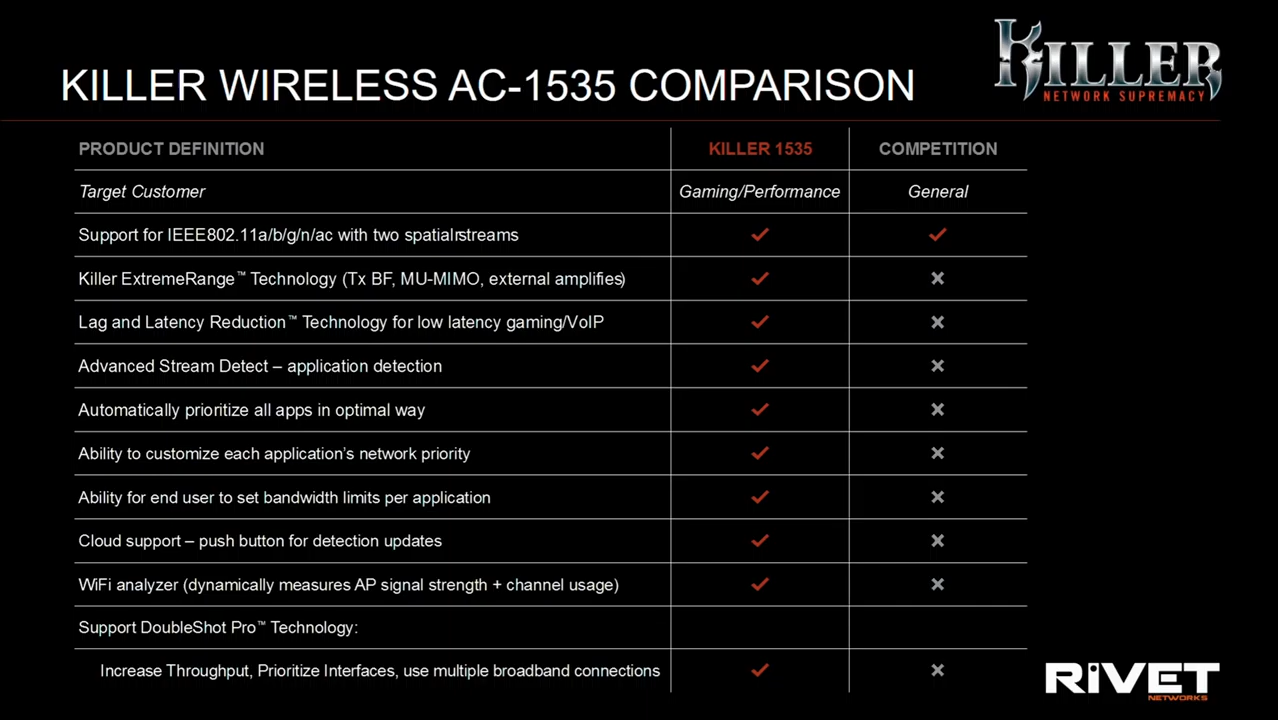 KILLER
NETWORK SUPREMACY
KILLER WIRELESS AC-1535 COMPARISON
PRODUCT DEFINITION KILLER 1535 COMPETITION
Target Customer Gaming/Performance General
Support for IEEE802.11a/b/g/n/ac with two spatialrstreams ✓ ✓
Killer ExtremeRange™ Technology (Tx BF, MU-MIMO, external amplifies) ✓ ✕
Lag and Latency Reduction™ Technology for low latency gaming/VoIP ✓ ✕
Advanced Stream Detect – application detection ✓ ✕
Automatically prioritize all apps in optimal way ✓ ✕
Ability to customize each application’s network priority ✓ ✕
Ability for end user to set bandwidth limits per application ✓ ✕
Cloud support – push button for detection updates ✓ ✕
WiFi analyzer (dynamically measures AP signal strength + channel usage) ✓ ✕
Support DoubleShot Pro™ Technology:
Increase Throughput, Prioritize Interfaces, use multiple broadband connections ✓ ✕
RiVET
NETWORKS